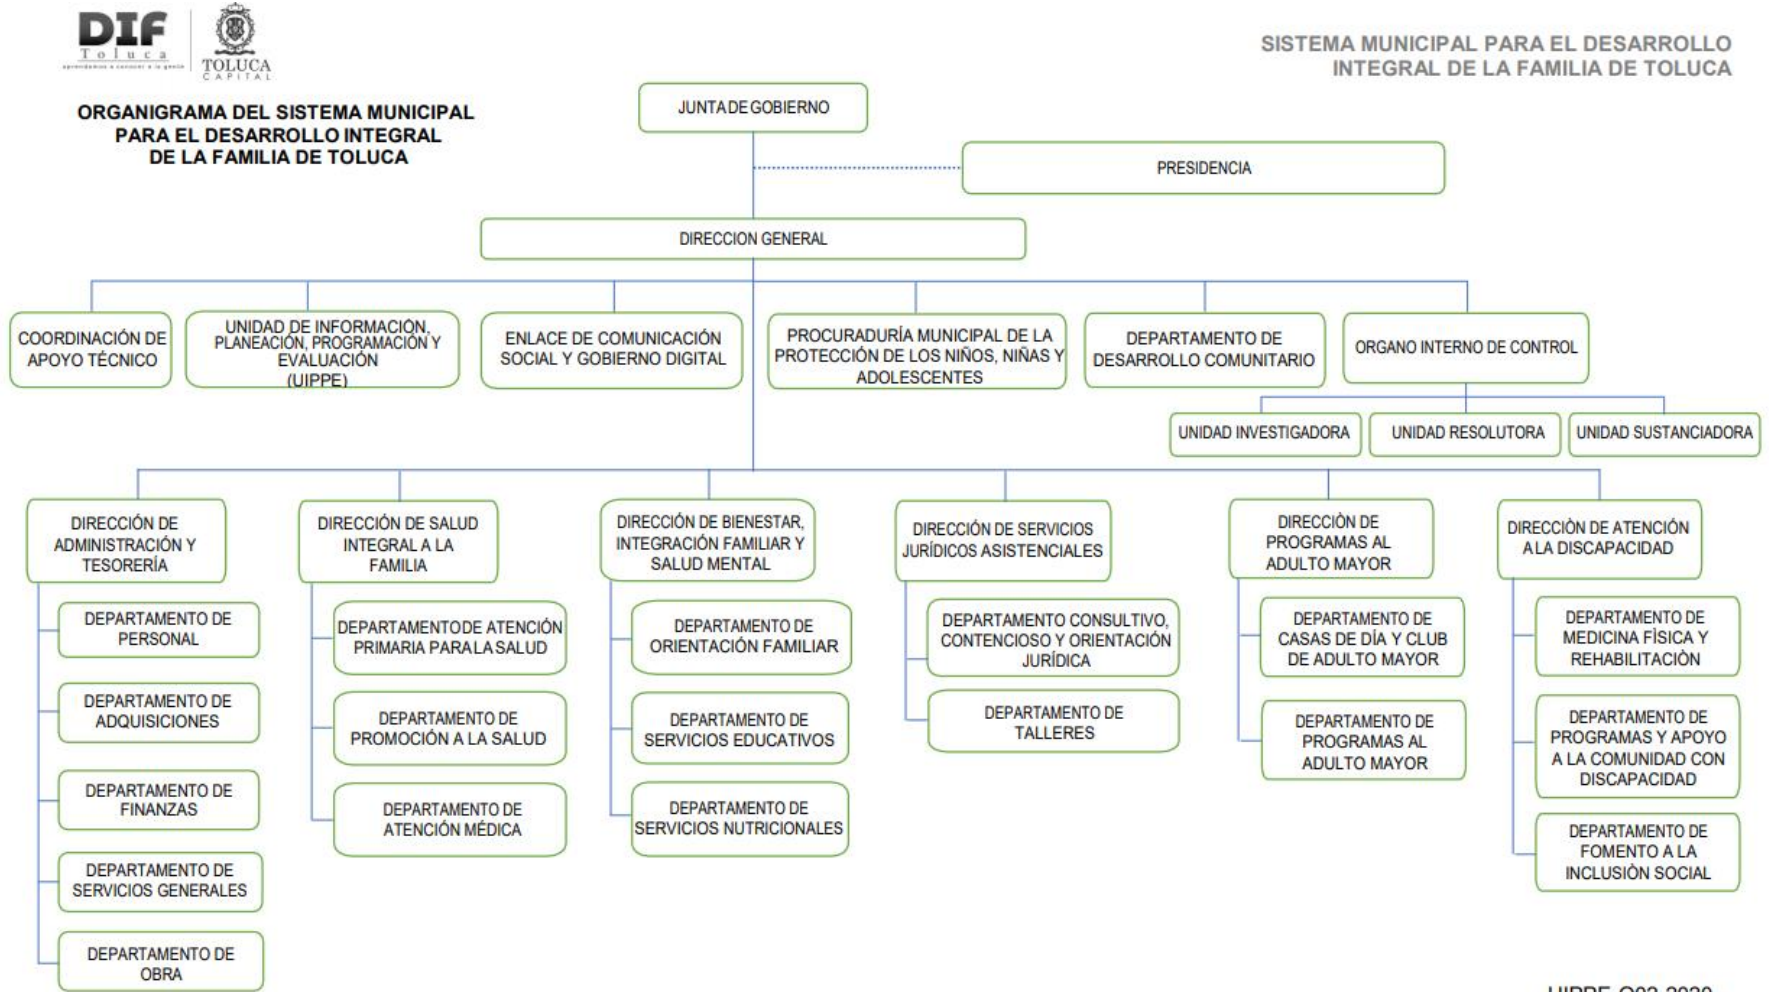 DIF
Toluca
TOLUCA
CAPITAL
SISTEMA MUNICIPAL PARA EL DESARROLLO
INTEGRAL DE LA FAMILIA DE TOLUCA
ORGANIGRAMA DEL SISTEMA MUNICIPAL
PARA EL DESARROLLO INTEGRAL
DE LA FAMILIA DE TOLUCA
JUNTA DE GOBIERNO
PRESIDENCIA
DIRECCION GENERAL
COORDINACIÓN DE
APOYO TÉCNICO
UNIDAD DE INFORMACIÓN,
PLANEACIÓN, PROGRAMACIÓN Y
EVALUACIÓN
(UIPPE)
ENLACE DE COMUNICACIÓN
SOCIAL Y GOBIERNO DIGITAL
PROCURADURÍA MUNICIPAL DE LA
PROTECCIÓN DE LOS NIÑOS, NIÑAS Y
ADOLESCENTES
DEPARTAMENTO DE
DESARROLLO COMUNITARIO
ORGANO INTERNO DE CONTROL
UNIDAD INVESTIGADORA
UNIDAD RESOLUTORA
UNIDAD SUSTANCIADORA
DIRECCIÓN DE
ADMINISTRACIÓN Y
TESORERÍA
DEPARTAMENTO DE
PERSONAL
DEPARTAMENTO DE
ADQUISICIONES
DEPARTAMENTO DE
FINANZAS
DEPARTAMENTO DE
SERVICIOS GENERALES
DEPARTAMENTO DE
OBRA
DIRECCIÓN DE SALUD
INTEGRAL A LA
FAMILIA
DEPARTAMENTO DE ATENCIÓN
PRIMARIA PARA LA SALUD
DEPARTAMENTO DE
PROMOCIÓN A LA SALUD
DEPARTAMENTO DE
ATENCIÓN MÉDICA
DIRECCIÓN DE BIENESTAR,
INTEGRACIÓN FAMILIAR Y
SALUD MENTAL
DEPARTAMENTO DE
ORIENTACIÓN FAMILIAR
DEPARTAMENTO DE
SERVICIOS EDUCATIVOS
DEPARTAMENTO DE
SERVICIOS NUTRICIONALES
DIRECCIÓN DE SERVICIOS
JURÍDICOS ASISTENCIALES
DEPARTAMENTO CONSULTIVO,
CONTENCIOSO Y ORIENTACIÓN
JURÍDICA
DEPARTAMENTO DE
TALLERES
DIRECCIÒN DE
PROGRAMAS AL
ADULTO MAYOR
DEPARTAMENTO DE
CASAS DE DÍA Y CLUB
DE ADULTO MAYOR
DEPARTAMENTO DE
PROGRAMAS AL
ADULTO MAYOR
DIRECCIÒN DE ATENCIÓN
A LA DISCAPACIDAD
DEPARTAMENTO DE
MEDICINA FÌSICA Y
REHABILITACIÒN
DEPARTAMENTO DE
PROGRAMAS Y APOYO
A LA COMUNIDAD CON
DISCAPACIDAD
DEPARTAMENTO DE
FOMENTO A LA
INCLUSIÒN SOCIAL